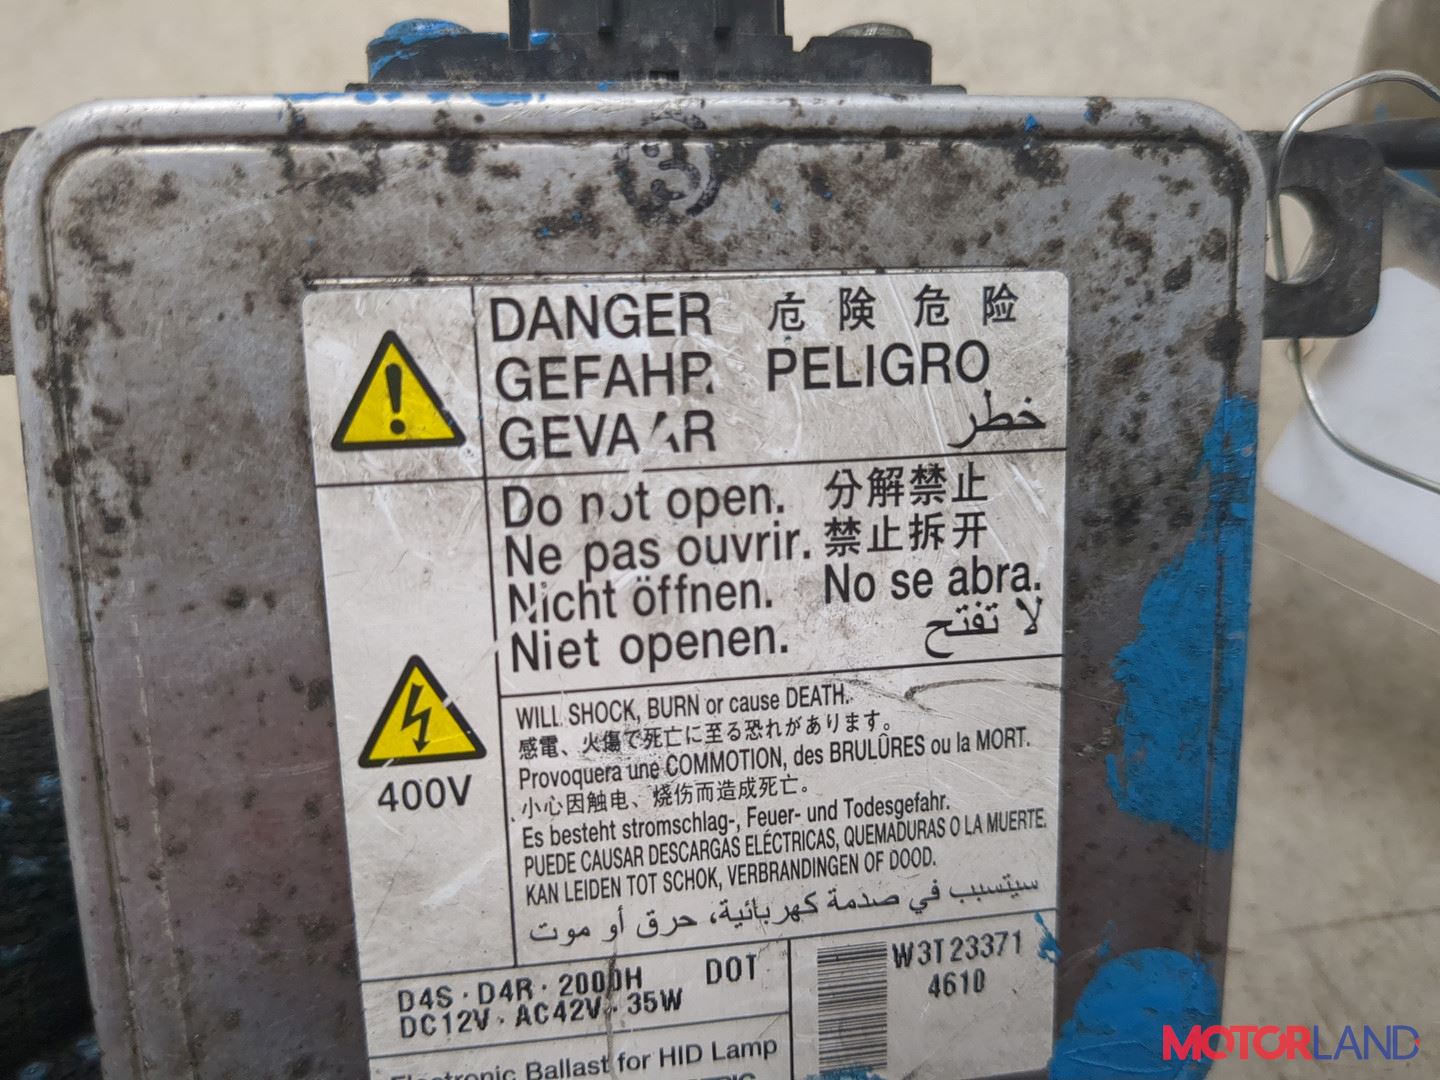 DANGER 危険 危险
GEFAHR PELIGRO
GEVAAR خطر
Do not open. 分解禁止
Ne pas ouvrir. 禁止拆开
Nicht öffnen. No se abra.
Niet openen. لا تفتح
WILL SHOCK, BURN or cause DEATH.
感電、火傷で死亡に至る恐れがあります。
Provoquera une COMMOTION, des BRULÛRES ou la MORT.
400V
小心因触电、烧伤而造成死亡。
Es besteht stromschlag-, Feuer- und Todesgefahr.
PUEDE CAUSAR DESCARGAS ELÉCTRICAS, QUEMADURAS O LA MUERTE.
KAN LEIDEN TOT SCHOK, VERBRANDINGEN OF DOOD.
سيتسبب في صدمة كهربائية، حرق أو موت
D4S · D4R · 2000H DOT
DC12V · AC42V · 35W
W3T23371
4610
Electronic Ballast for HID Lamp
MOTORLAND